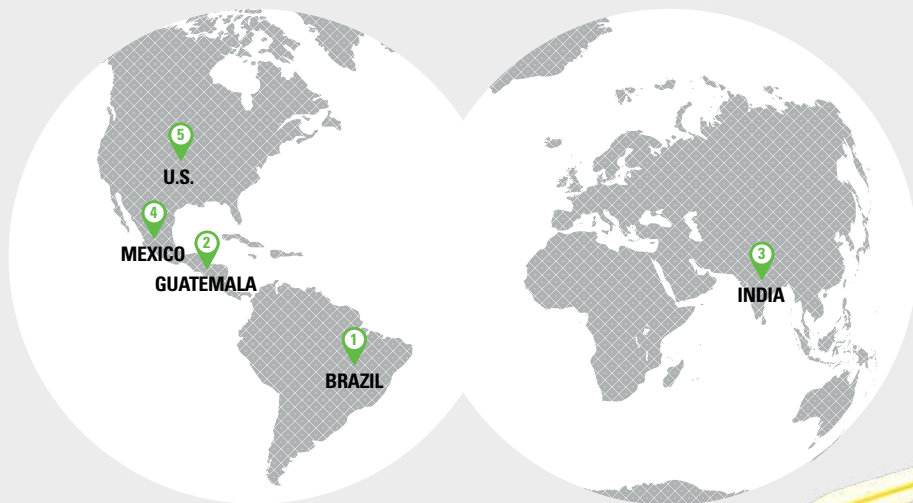 5
U.S.
4
MEXICO
2
GUATEMALA
3
INDIA
1
BRAZIL